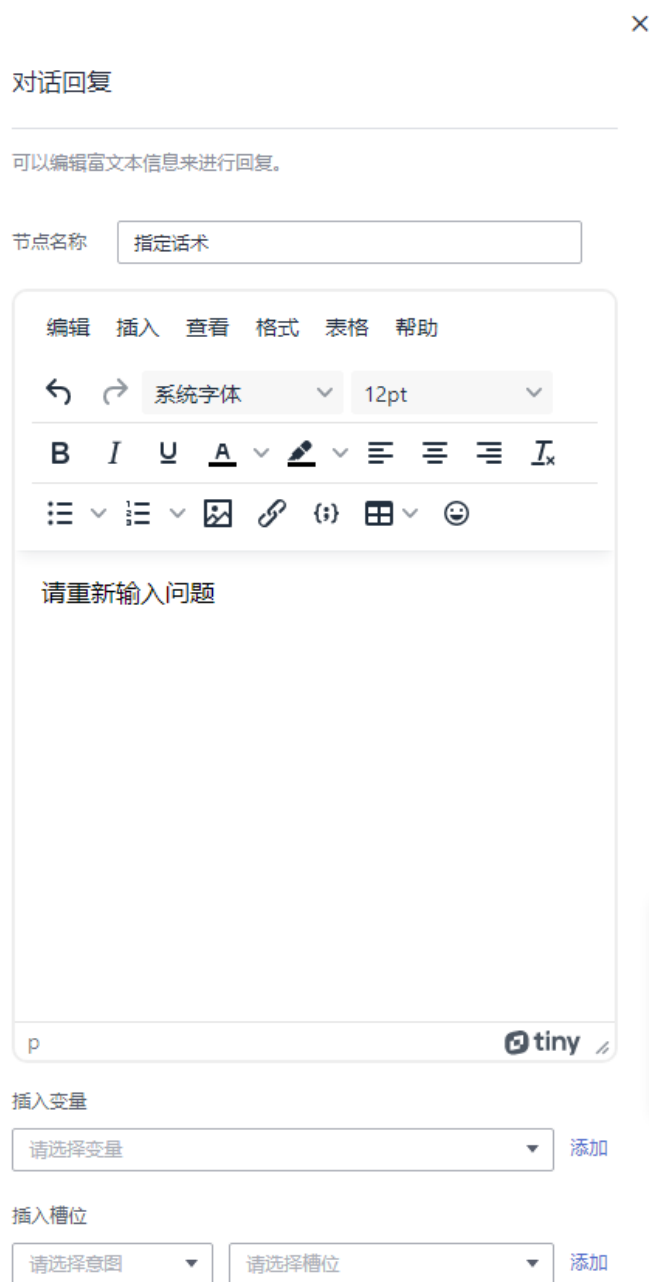 对话回复
可以编辑富文本信息来进行回复。
节点名称 指定话术
编辑 插入 查看 格式 表格 帮助
系统字体 12pt
B I U A
请重新输入问题
p tiny
插入变量
请选择变量 添加
插入槽位
请选择意图 请选择槽位 添加